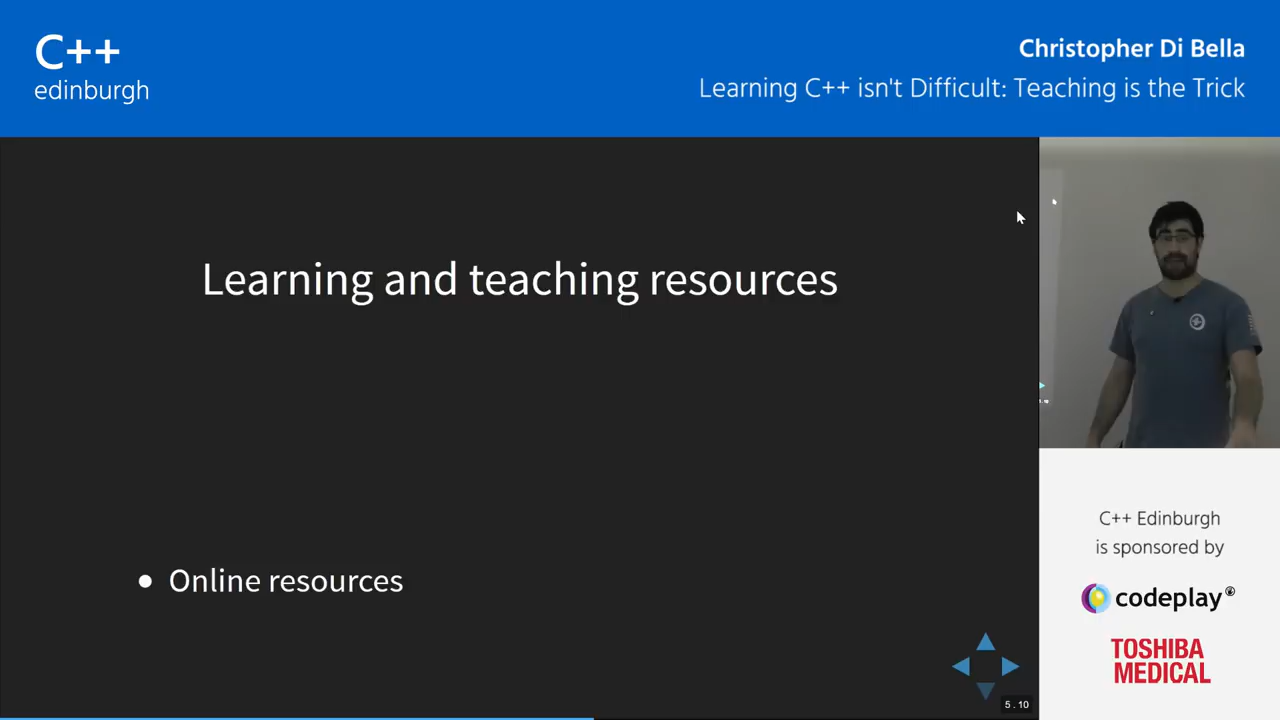 C++
edinburgh
Christopher Di Bella
Learning C++ isn't Difficult: Teaching is the Trick
Learning and teaching resources
Online resources
5.10
C++ Edinburgh
is sponsored by
codeplay
TOSHIBA
MEDICAL